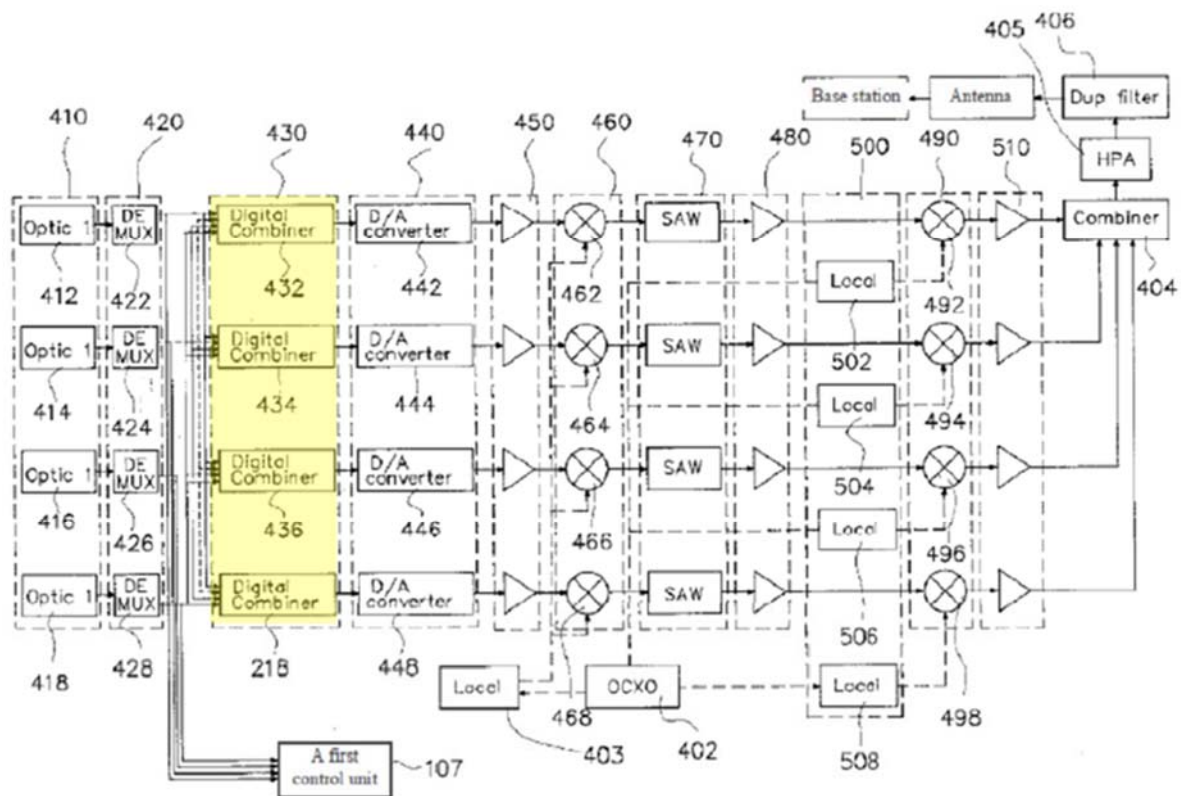 406
405
Base station
Antenna
Dup filter
410
420
430
440
450
460
470
480
500
490
510
HPA
Optic 1
DE
MUX
Digital
Combiner
D/A
converter
SAW
Combiner
412
422
432
442
462
Local
492
404
Optic 1
DE
MUX
Digital
Combiner
D/A
converter
SAW
502
414
424
434
444
464
Local
494
Optic 1
DE
MUX
Digital
Combiner
D/A
converter
SAW
504
416
426
436
446
466
Local
496
Optic 1
DE
MUX
Digital
Combiner
D/A
converter
SAW
506
418
428
218
448
Local
468
OCXO
Local
498
403
402
508
A first
control unit
107